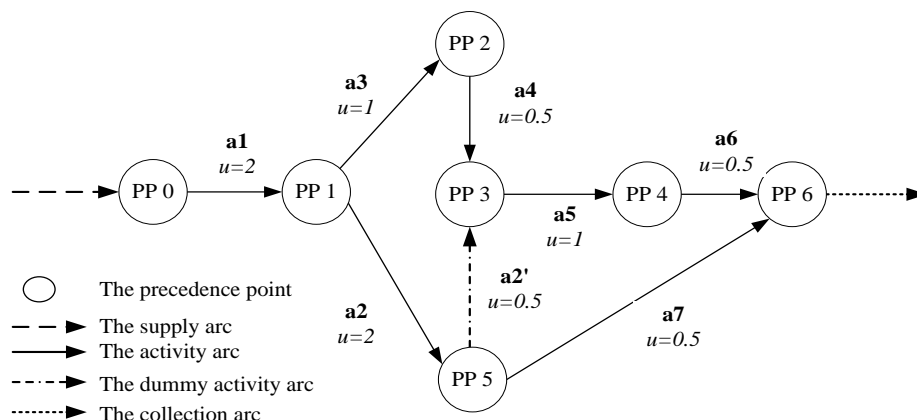 PP 2
a3
u=1
a4
u=0.5
a1
u=2
a6
u=0.5
PP 0
PP 1
PP 3
PP 4
PP 6
a5
u=1
a2'
u=0.5
a2
u=2
a7
u=0.5
PP 5
The precedence point
The supply arc
The activity arc
The dummy activity arc
The collection arc